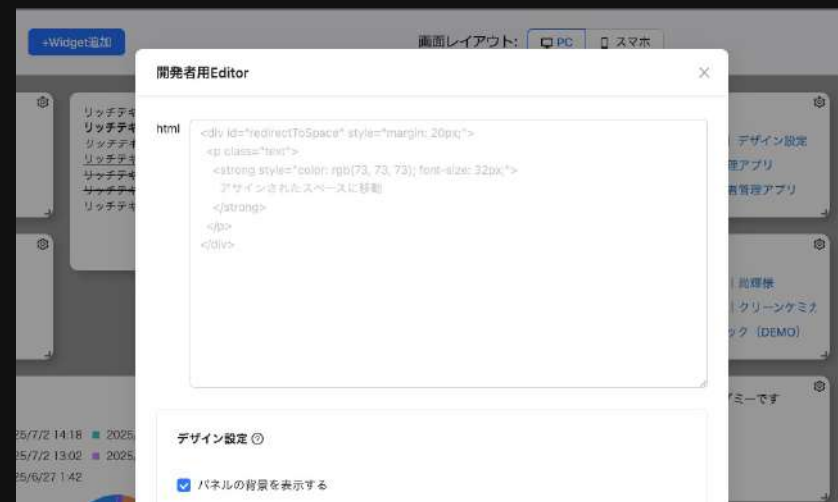 +Widget追加
画面レイアウト:
PC
スマホ
開発者用Editor
リッチテキ
リッチテキ
リッチテキ
リッチテキ
リッチテキ
リッチテキ
リッチテキ
html
<div id="redirectToSpace" style="margin: 20px;">
<p class="text">
<strong style="color: rgb(73, 73, 73); font-size: 32px;">
アサインされたスペースに移動
</strong>
</p>
</div>
デザイン設定
理アプリ
管理アプリ
クリーンケミカ
ック（DEMO）
ミーです
25/7/2 14:18
2025
25/7/2 13:02
2025
25/6/27 1:42
デザイン設定
パネルの背景を表示する